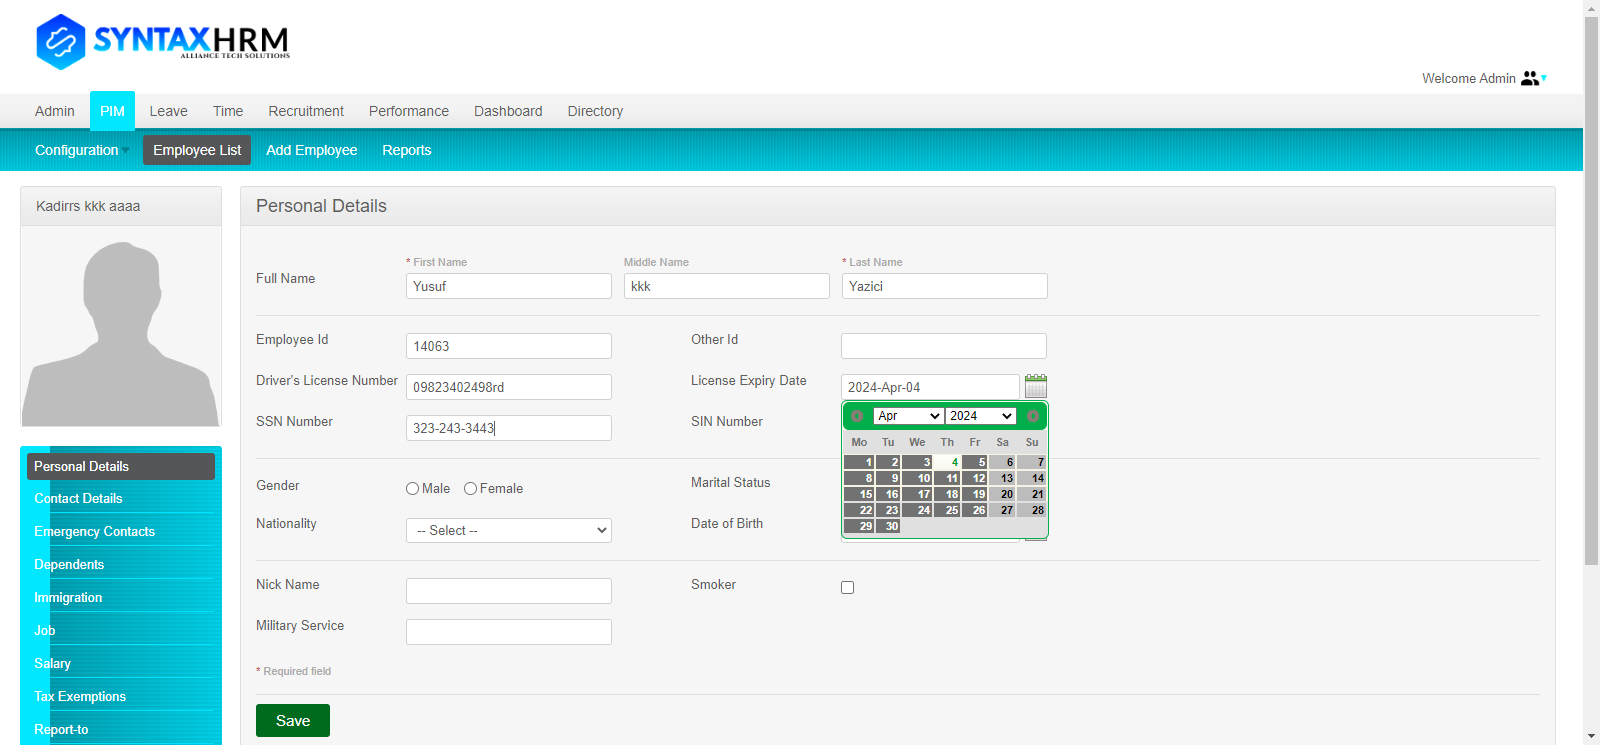 SYNTAXHRM
ALLIANCE TECH SOLUTIONS
Welcome Admin
Admin PIM Leave Time Recruitment Performance Dashboard Directory
Configuration Employee List Add Employee Reports
Kadirrs kkk aaaa
Personal Details
Contact Details
Emergency Contacts
Dependents
Immigration
Job
Salary
Tax Exemptions
Report-to
Personal Details
* First Name Middle Name * Last Name
Full Name Yusuf kkk Yazici
Employee Id 14063 Other Id
Driver's License Number 09823402498rd License Expiry Date 2024-Apr-04
SSN Number 323-243-3443 SIN Number
Apr 2024
Mo Tu We Th Fr Sa Su
1 2 3 4 5 6 7
8 9 10 11 12 13 14
15 16 17 18 19 20 21
22 23 24 25 26 27 28
29 30
Gender Male Female Marital Status
Nationality -- Select -- Date of Birth
Nick Name Smoker
Military Service
* Required field
Save